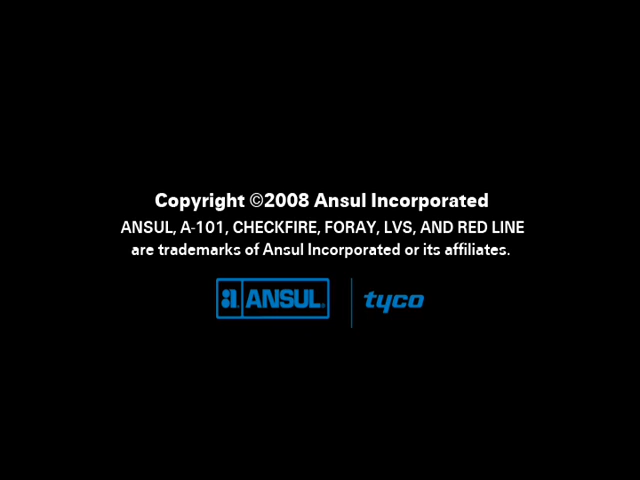 Copyright ©2008 Ansul Incorporated
ANSUL, A-101, CHECKFIRE, FORAY, LVS, AND RED LINE
are trademarks of Ansul Incorporated or its affiliates.
a ANSUL® tyco